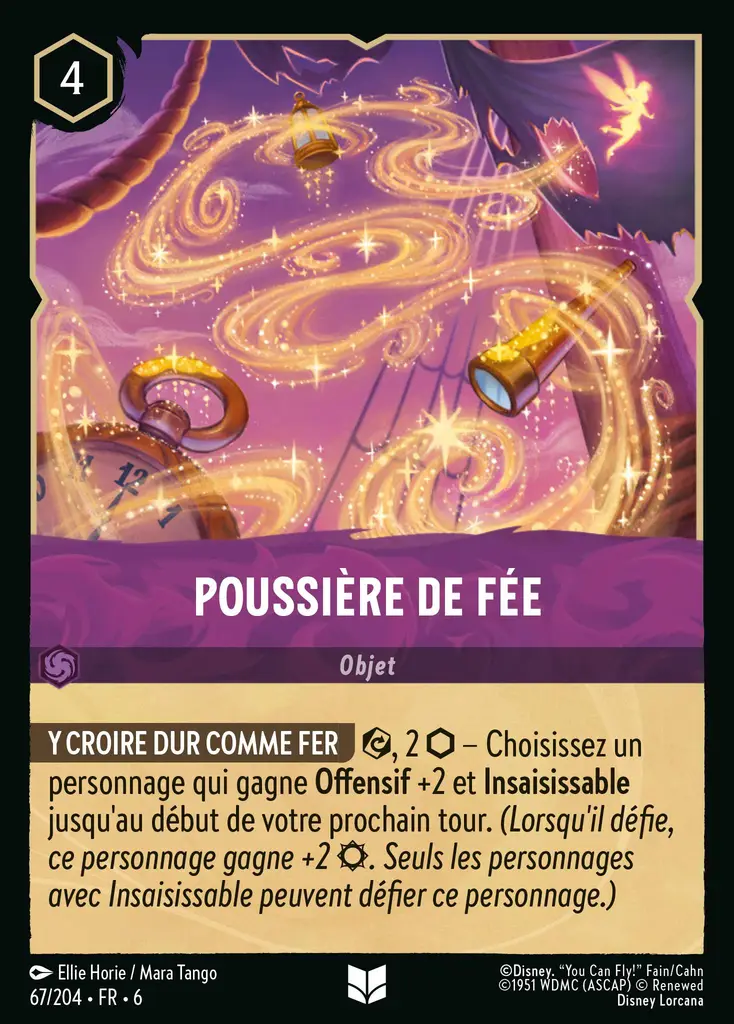 4
12
1
POUSSIÈRE DE FÉE
Objet
Y CROIRE DUR COMME FER , 2 – Choisissez un
personnage qui gagne Offensif +2 et Insaisissable
jusqu'au début de votre prochain tour. (Lorsqu'il défie,
ce personnage gagne +2 . Seuls les personnages
avec Insaisissable peuvent défier ce personnage.)
Ellie Horie / Mara Tango
67/204 • FR • 6
©Disney. “You Can Fly!” Fain/Cahn
©1951 WDMC (ASCAP) © Renewed
Disney Lorcana